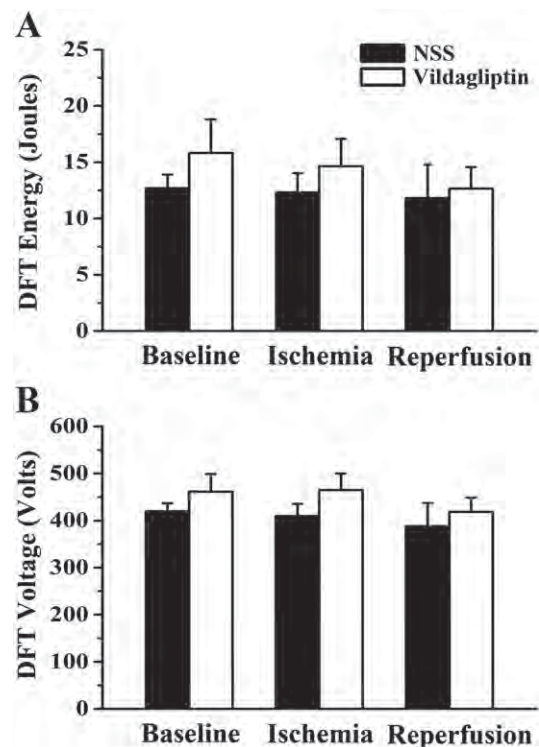 A
25
20
15
10
5
0
DFT Energy (Joules)
NSS
Vildagliptin
Baseline Ischemia Reperfusion
B
600
500
400
300
200
100
0
DFT Voltage (Volts)
Baseline Ischemia Reperfusion